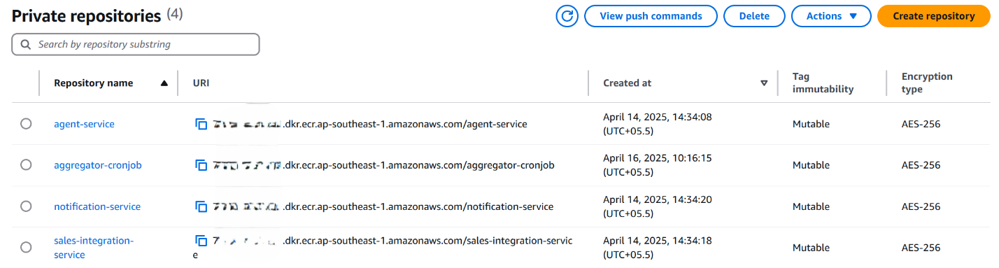 Private repositories (4)
View push commands
Delete
Actions
Create repository
Search by repository substring
Repository name
URI
Created at
Tag
immutability
Encryption
type
agent-service
.dkr.ecr.ap-southeast-1.amazonaws.com/agent-service
April 14, 2025, 14:34:08
(UTC+05.5)
Mutable
AES-256
aggregator-cronjob
.dkr.ecr.ap-southeast-1.amazonaws.com/aggregator-cronjob
April 16, 2025, 10:16:15
(UTC+05.5)
Mutable
AES-256
notification-service
.dkr.ecr.ap-southeast-1.amazonaws.com/notification-service
April 14, 2025, 14:34:20
(UTC+05.5)
Mutable
AES-256
sales-integration-
service
.dkr.ecr.ap-southeast-1.amazonaws.com/sales-integration-servic
e
April 14, 2025, 14:34:18
(UTC+05.5)
Mutable
AES-256